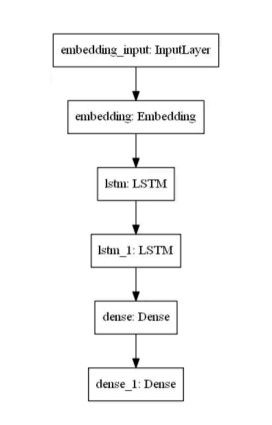 embedding_input: InputLayer
embedding: Embedding
lstm: LSTM
lstm_1: LSTM
dense: Dense
dense_1: Dense